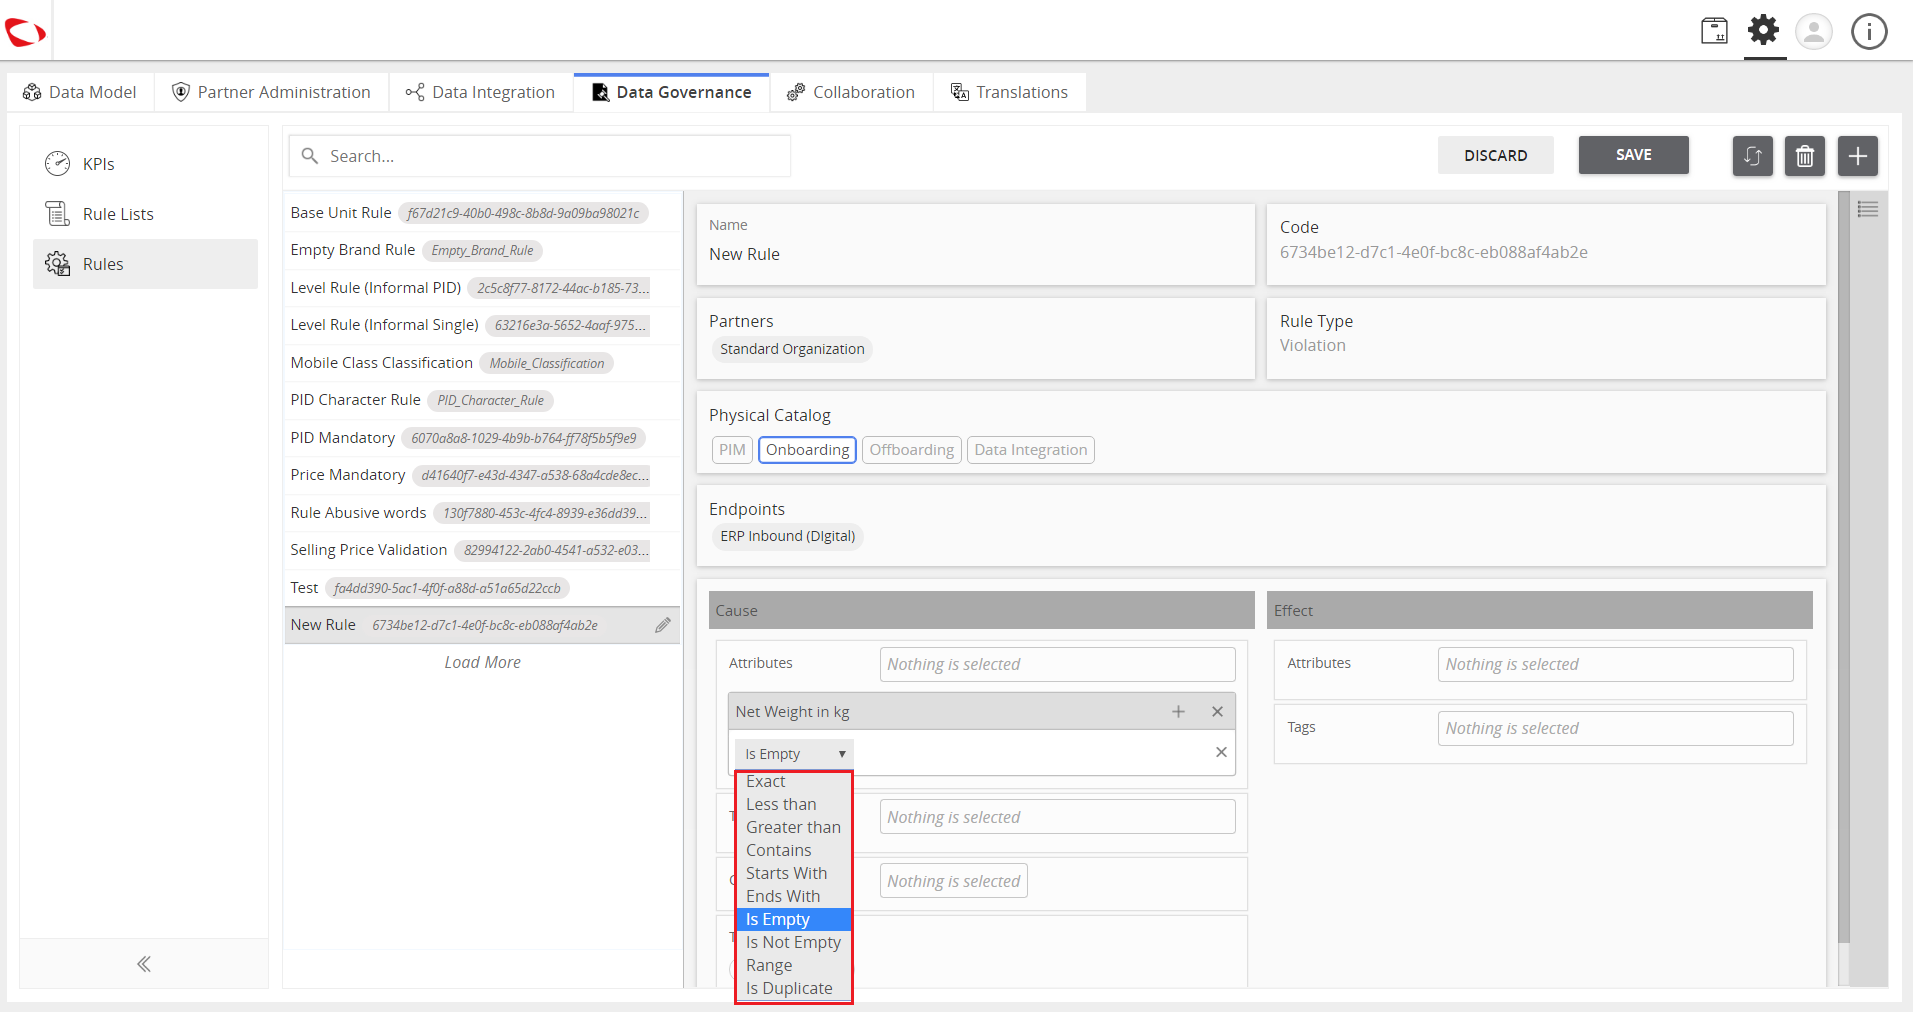 Data Model
Partner Administration
Data Integration
Data Governance
Collaboration
Translations
KPIs
Rule Lists
Rules
Search...
DISCARD
SAVE
Base Unit Rule f67d21c9-40b0-498c-8b8d-9a09ba98021c
Empty Brand Rule Empty_Brand_Rule
Level Rule (Informal PID) 2c5c8f77-8172-44ac-b185-73...
Level Rule (Informal Single) 63216e3a-5652-4aaf-975...
Mobile Class Classification Mobile_Classification
PID Character Rule PID_Character_Rule
PID Mandatory 6070a8a8-1029-4b9b-b764-ff78f5b5f9e9
Price Mandatory d41640f7-e43d-4347-a538-68a4cde8ec...
Rule Abusive words 130f7880-453c-4fc4-8939-e36dd39...
Selling Price Validation 82994122-2ab0-4541-a532-e03...
Test fa4dd390-5ac1-4f0f-a88d-a51a65d22ccb
New Rule 6734be12-d7c1-4e0f-bc8c-eb088af4ab2e
Load More
Name
New Rule
Code
6734be12-d7c1-4e0f-bc8c-eb088af4ab2e
Partners
Standard Organization
Rule Type
Violation
Physical Catalog
PIM Onboarding Offboarding Data Integration
Endpoints
ERP Inbound (DIgital)
Cause
Attributes Nothing is selected
Net Weight in kg
Is Empty
Exact
Less than
Greater than
Contains
Starts With
Ends With
Is Empty
Is Not Empty
Range
Is Duplicate
Nothing is selected
Nothing is selected
Effect
Attributes Nothing is selected
Tags Nothing is selected